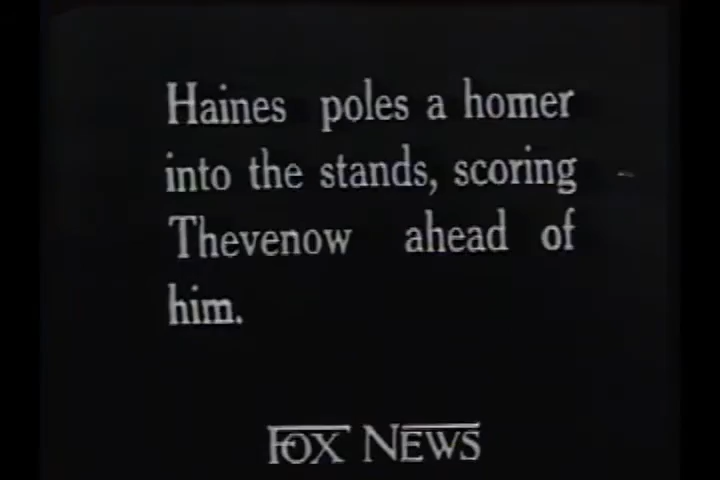 Haines poles a homer
into the stands, scoring
Thevenow ahead of
him.
FOX NEWS